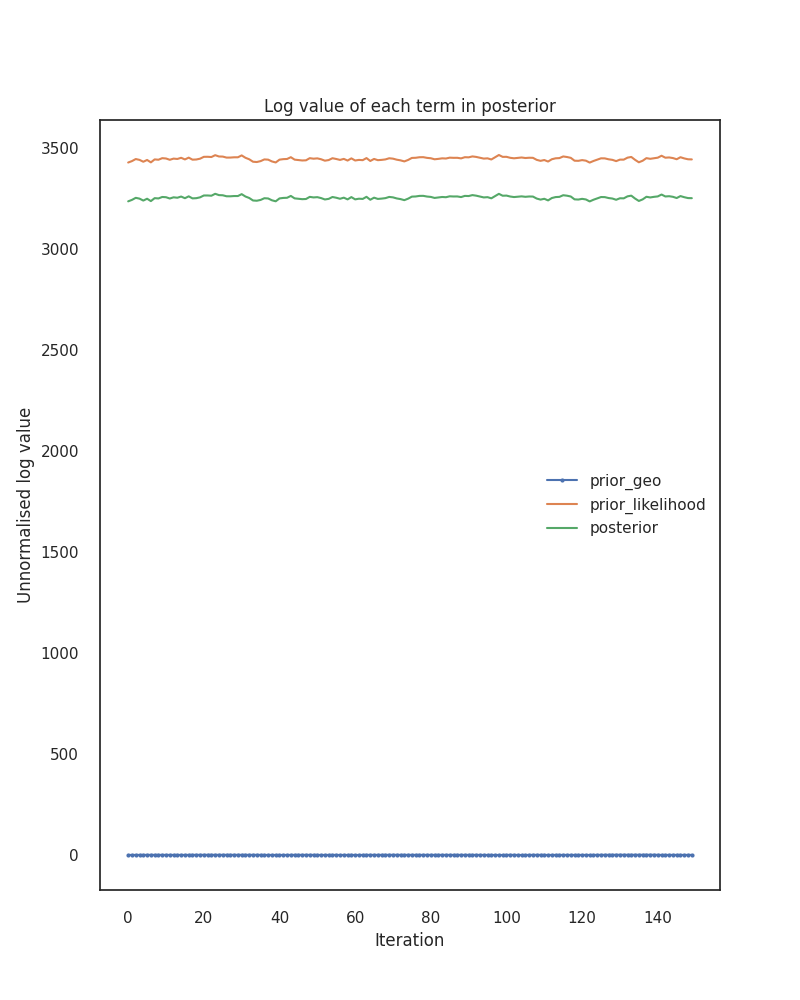 Log value of each term in posterior
Unnormalised log value
3500
3000
2500
2000
1500
1000
500
0
prior_geo
prior_likelihood
posterior
0 20 40 60 80 100 120 140
Iteration